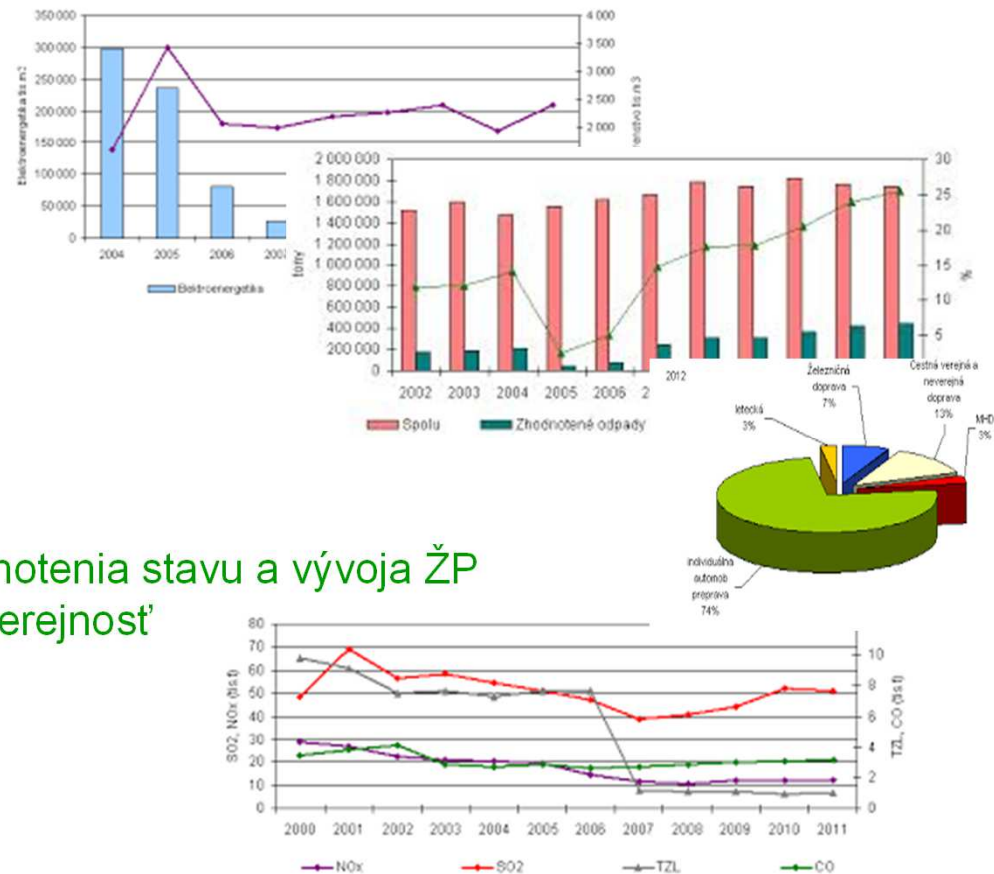 350 000
300 000
250 000
200 000
150 000
100 000
50 000
0
4 000
3 500
3 000
2 500
2 000
Elektroenergetika tis m3
tis m3
2004 2005 2006
Elektroenergetika
2 000 000
1 800 000
1 600 000
1 400 000
1 200 000
1 000 000
800 000
600 000
400 000
200 000
0
tony
30
25
20
15
10
5
%
2002 2003 2004 2005 2006 2
Spolu Zhodnotené odpady
2012
letecká
3%
Železničná
doprava
7%
Cestná verejná a
neverejná
doprava
13%
MHD
3%
Individuálna
automob
preprava
74%
notenia stavu a vývoja ŽP
erejnosť
80
70
60
50
40
30
20
10
0
SO2, NOx (tis t)
10
8
6
4
2
0
TZL, CO (tis t)
2000 2001 2002 2003 2004 2005 2006 2007 2008 2009 2010 2011
NOx SO2 TZL CO